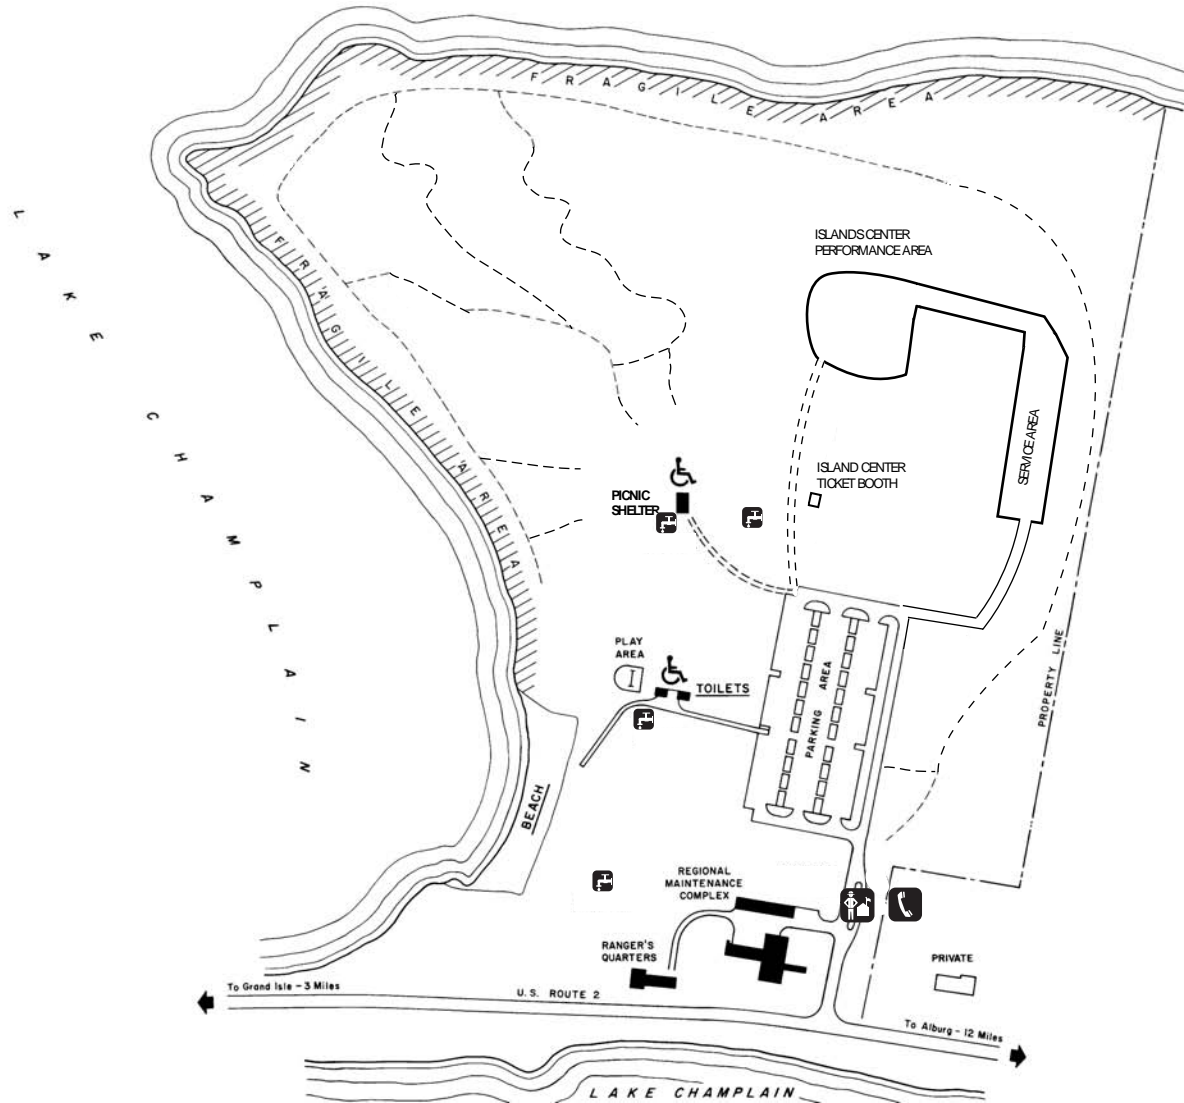 FRAGILE AREA
LAKE CHAMPLAIN
ISLANDS CENTER
PERFORMANCE AREA
FRAGILE AREA
SERVICE AREA
ISLAND CENTER
TICKET BOOTH
PICNIC
SHELTER
PLAY
AREA
TOILETS
PARKING AREA
PROPERTY LINE
BEACH
REGIONAL
MAINTENANCE
COMPLEX
RANGER'S
QUARTERS
PRIVATE
To Grand Isle - 3 Miles
U.S. ROUTE 2
To Alburg - 12 Miles
LAKE CHAMPLAIN